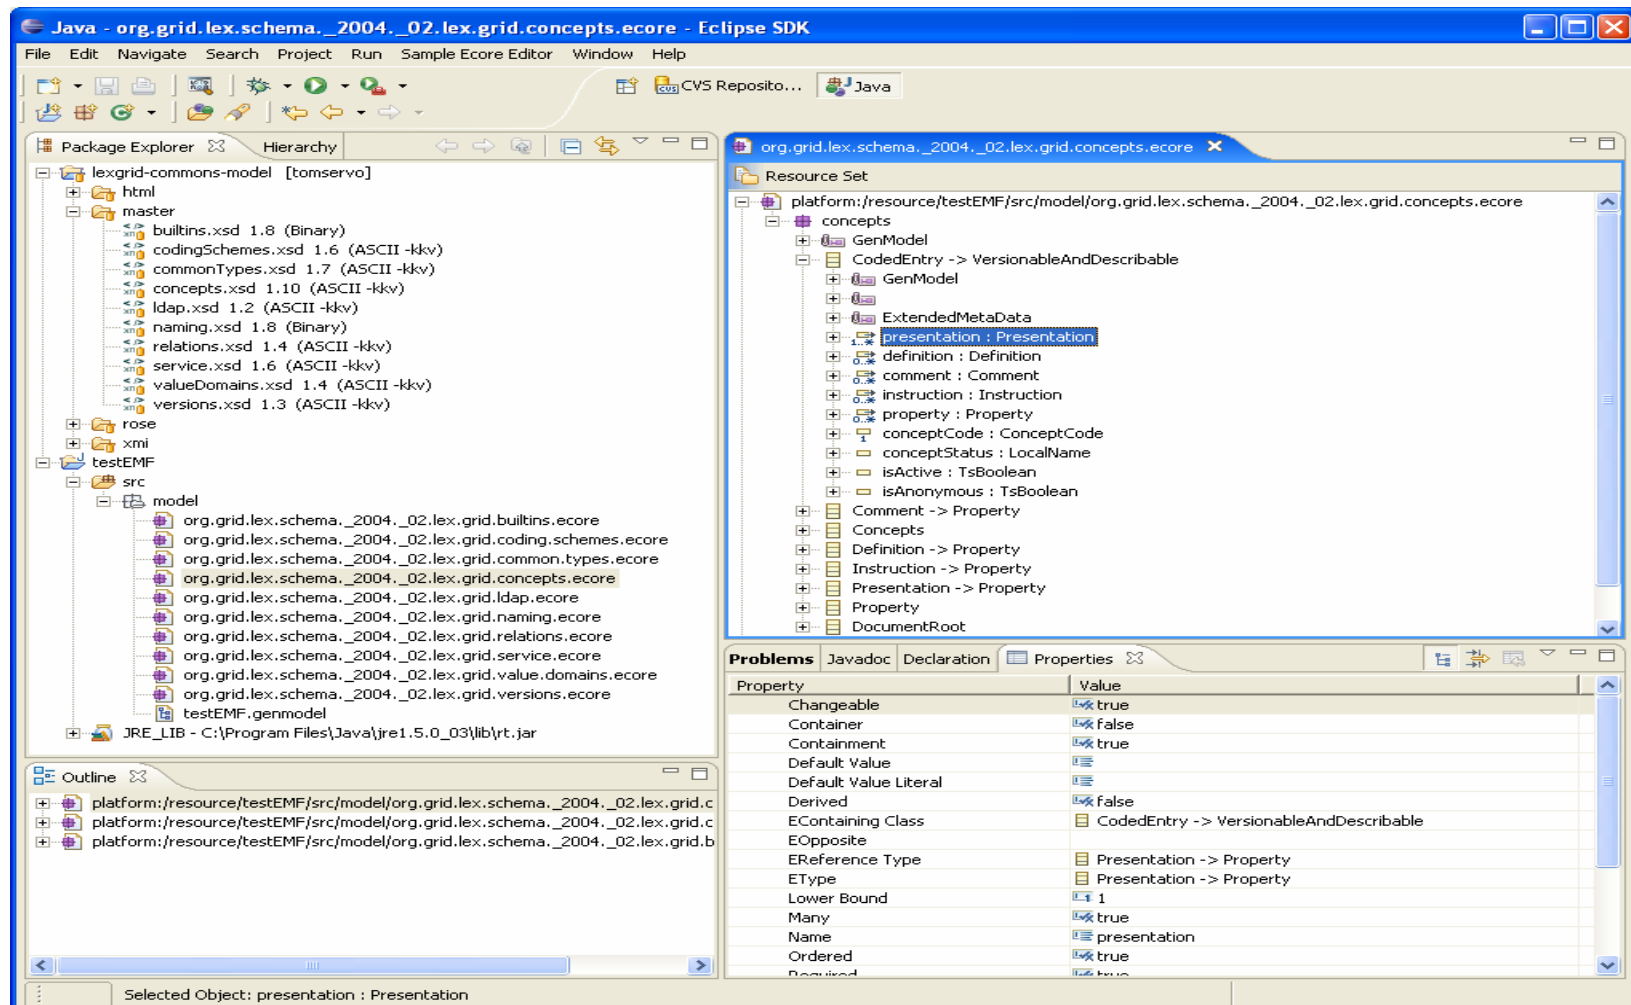 Java - org.grid.lex.schema._2004._02.lex.grid.concepts.ecore - Eclipse SDK
File Edit Navigate Search Project Run Sample Ecore Editor Window Help
CVS Reposito... Java
Package Explorer Hierarchy
lexgrid-commons-model [tomservo]
html
master
builtins.xsd 1.8 (Binary)
codingSchemes.xsd 1.6 (ASCII -kkv)
commonTypes.xsd 1.7 (ASCII -kkv)
concepts.xsd 1.10 (ASCII -kkv)
ldap.xsd 1.2 (ASCII -kkv)
naming.xsd 1.8 (Binary)
relations.xsd 1.4 (ASCII -kkv)
service.xsd 1.6 (ASCII -kkv)
valueDomains.xsd 1.4 (ASCII -kkv)
versions.xsd 1.3 (ASCII -kkv)
rose
xmi
testEMF
src
model
org.grid.lex.schema._2004._02.lex.grid.builtins.ecore
org.grid.lex.schema._2004._02.lex.grid.coding.schemes.ecore
org.grid.lex.schema._2004._02.lex.grid.common.types.ecore
org.grid.lex.schema._2004._02.lex.grid.concepts.ecore
org.grid.lex.schema._2004._02.lex.grid.ldap.ecore
org.grid.lex.schema._2004._02.lex.grid.naming.ecore
org.grid.lex.schema._2004._02.lex.grid.relations.ecore
org.grid.lex.schema._2004._02.lex.grid.service.ecore
org.grid.lex.schema._2004._02.lex.grid.value.domains.ecore
org.grid.lex.schema._2004._02.lex.grid.versions.ecore
testEMF.genmodel
JRE_LIB - C:\Program Files\Java\jre1.5.0_03\lib\rt.jar
Outline
platform:/resource/testEMF/src/model/org.grid.lex.schema._2004._02.lex.grid.c
platform:/resource/testEMF/src/model/org.grid.lex.schema._2004._02.lex.grid.c
platform:/resource/testEMF/src/model/org.grid.lex.schema._2004._02.lex.grid.b
org.grid.lex.schema._2004._02.lex.grid.concepts.ecore
Resource Set
platform:/resource/testEMF/src/model/org.grid.lex.schema._2004._02.lex.grid.concepts.ecore
concepts
GenModel
CodedEntry -> VersionableAndDescribable
GenModel
ExtendedMetaData
1..* presentation : Presentation
0..* definition : Definition
0..* comment : Comment
0..* instruction : Instruction
0..* property : Property
1 conceptCode : ConceptCode
conceptStatus : LocalName
isActive : TsBoolean
isAnonymous : TsBoolean
Comment -> Property
Concepts
Definition -> Property
Instruction -> Property
Presentation -> Property
Property
DocumentRoot
Problems Javadoc Declaration Properties
Property Value
Changeable true
Container false
Containment true
Default Value
Default Value Literal
Derived false
EContaining Class CodedEntry -> VersionableAndDescribable
EOpposite
EReference Type Presentation -> Property
EType Presentation -> Property
Lower Bound 1
Many true
Name presentation
Ordered true
Required true
Selected Object: presentation : Presentation